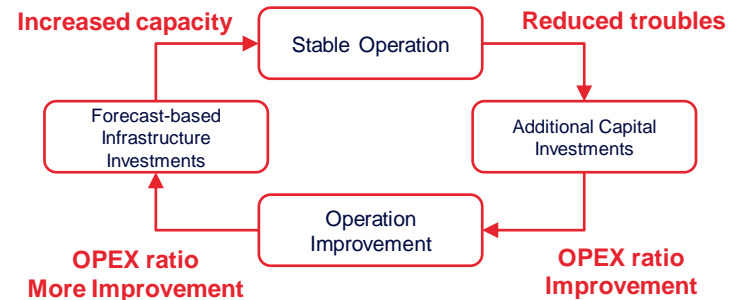 Increased capacity
Reduced troubles
Stable Operation
Forecast-based
Infrastructure
Investments
Additional Capital
Investments
Operation
Improvement
OPEX ratio
More Improvement
OPEX ratio
Improvement